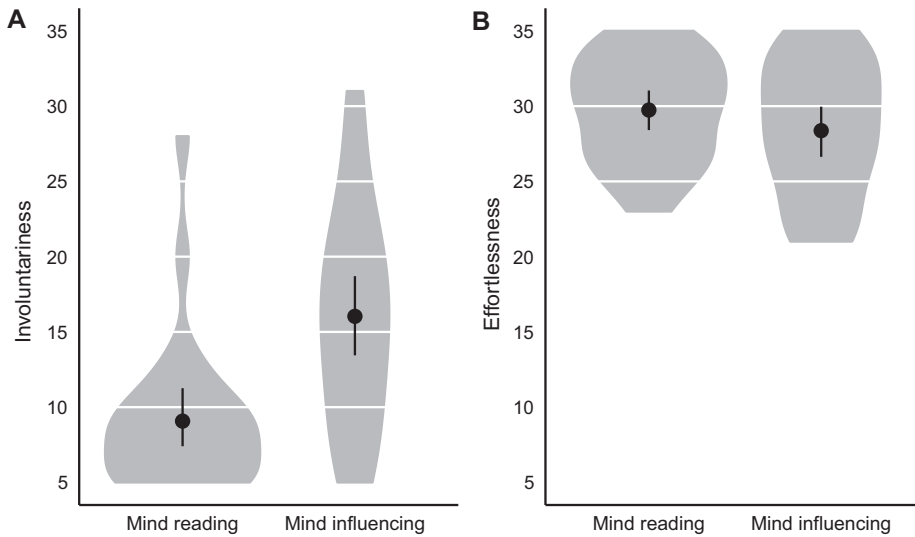 A
Involuntariness
35
30
25
20
15
10
5
Mind reading
Mind influencing
B
Effortlessness
35
30
25
20
15
10
5
Mind reading
Mind influencing